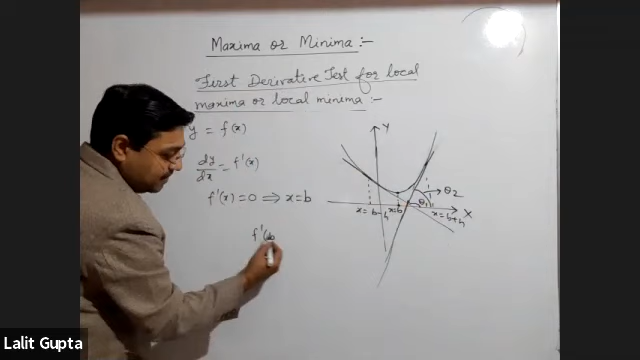 Maxima or Minima :-
First Derivative Test for local
maxima or local minima :-
y = f(x)
dy/dx = f'(x)
f'(x) = 0 ⟹ x = b
f'(b
Y
θ2
θ1
x = b - h
x = b
x = b + h
X
Lalit Gupta